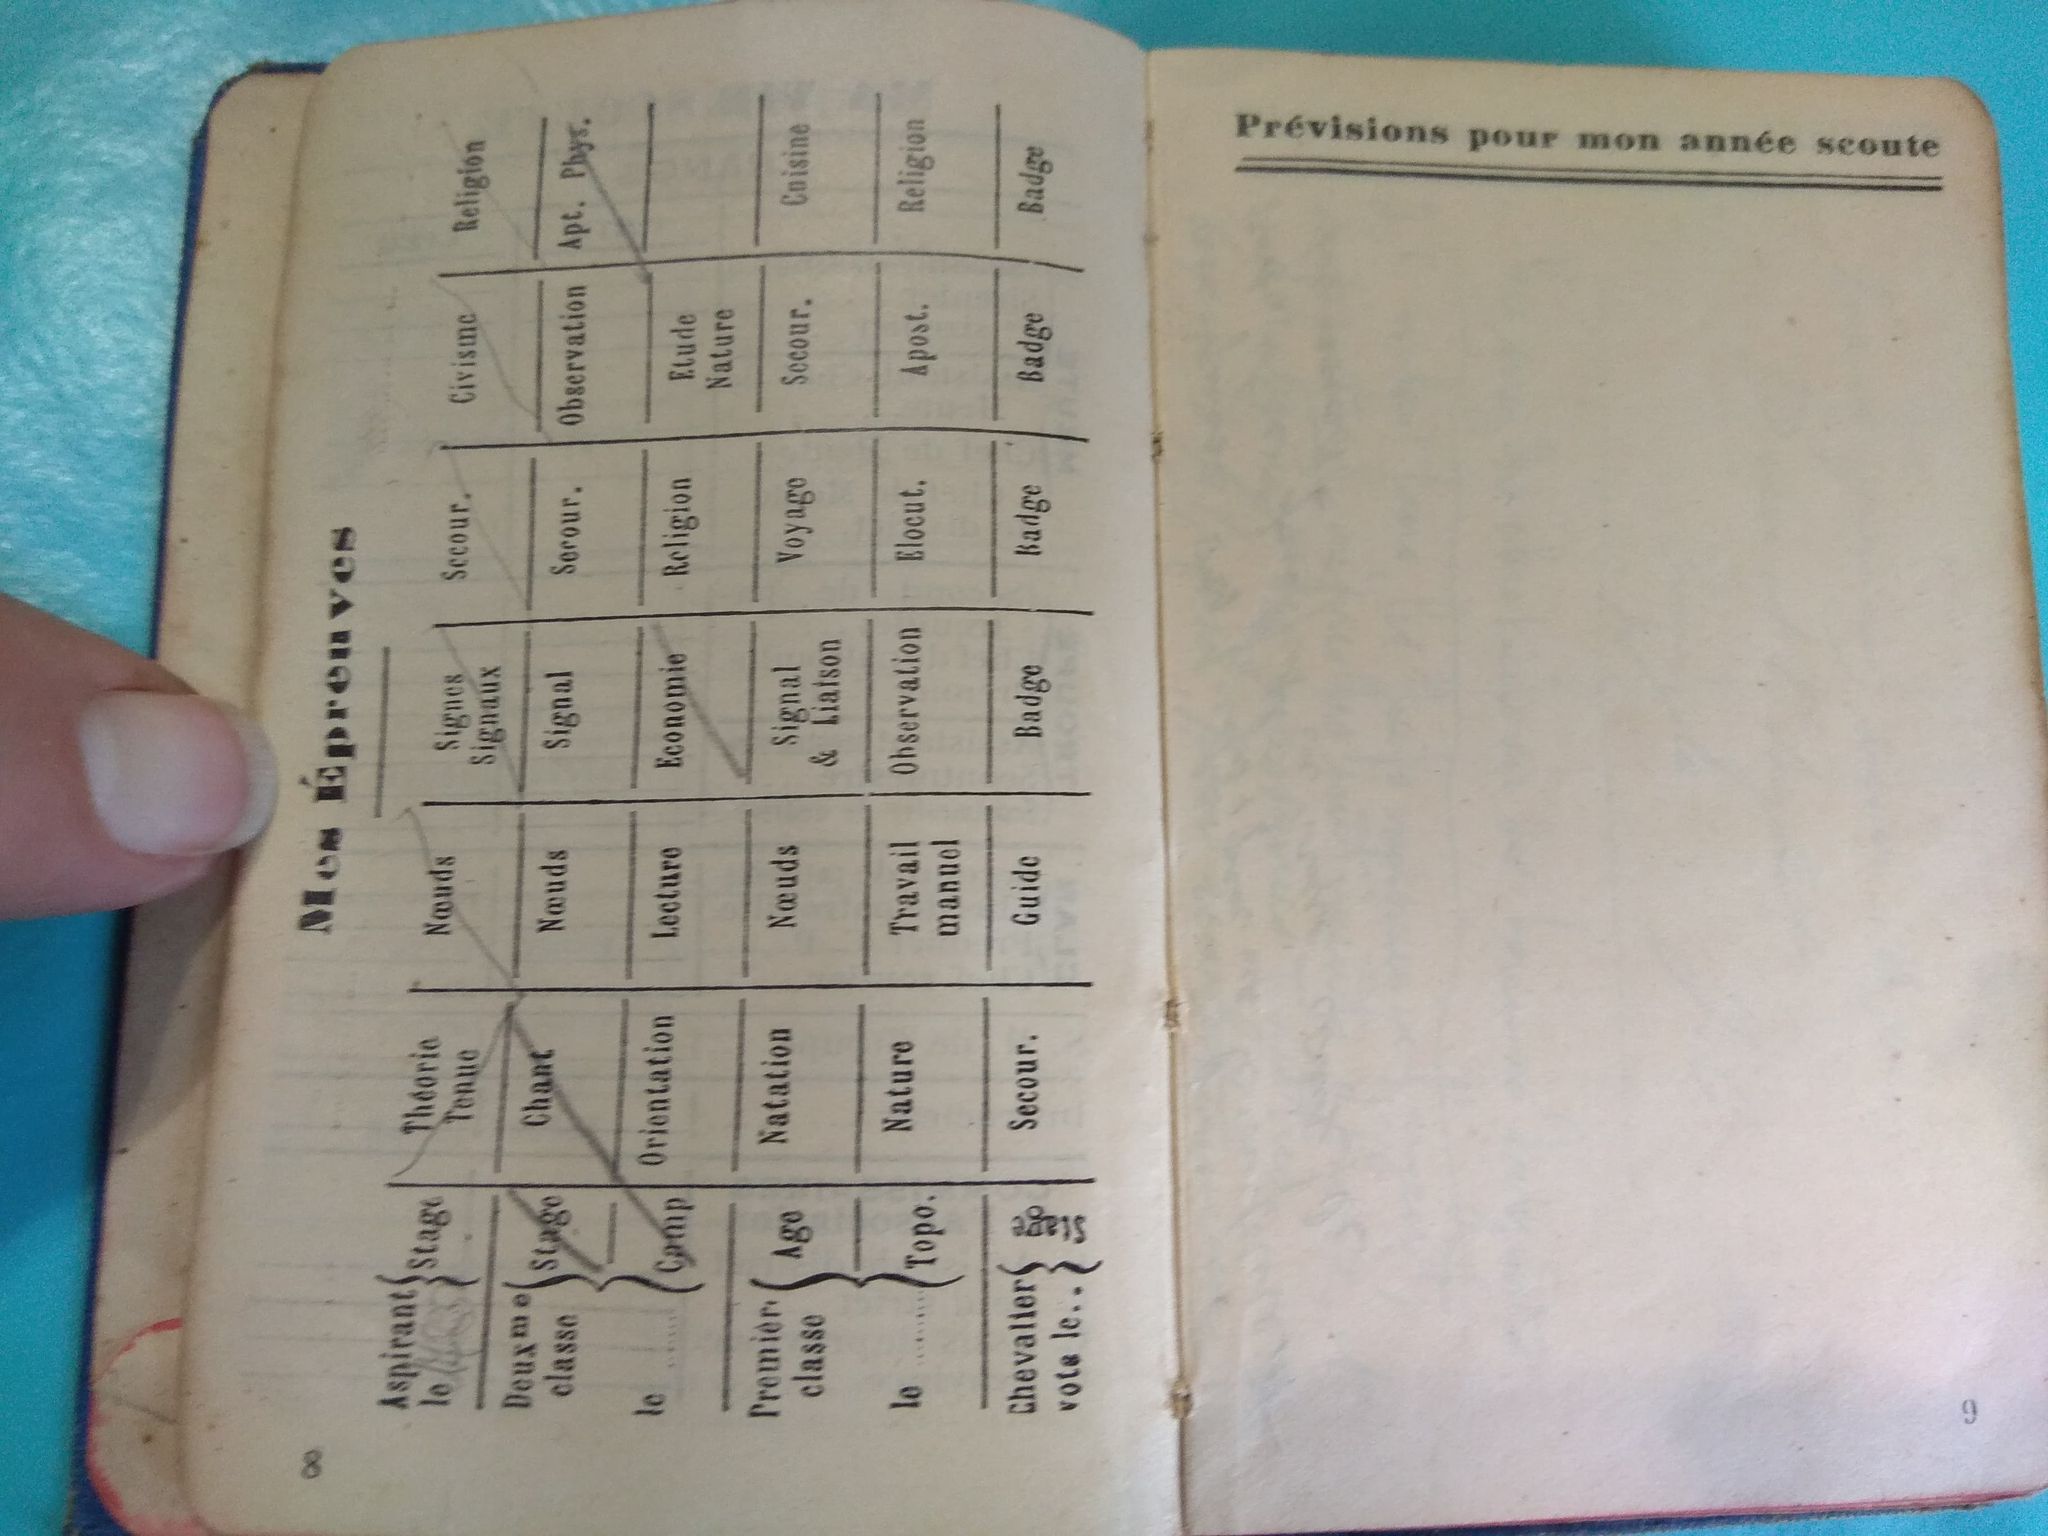 Mes Épreuves
Aspirant
le
Stage
Théorie
Tenue
Nœuds
Signes
Signaux
Secour.
Civisme
Religion
Deuxme
classe
le
Stage
Chant
Nœuds
Signal
Secour.
Observation
Apt. Phys.
Camp
Orientation
Lecture
Economie
Religion
Etude
Nature
Premièr.
classe
le
Age
Natation
Nœuds
Signal
& Liaison
Voyage
Secour.
Cuisine
Topo.
Nature
Travail
manuel
Observation
Elocut.
Apost.
Religion
Chevalier
vote le..
Stage
Secour.
Guide
Badge
Badge
Badge
Badge
8
Prévisions pour mon année scoute
9